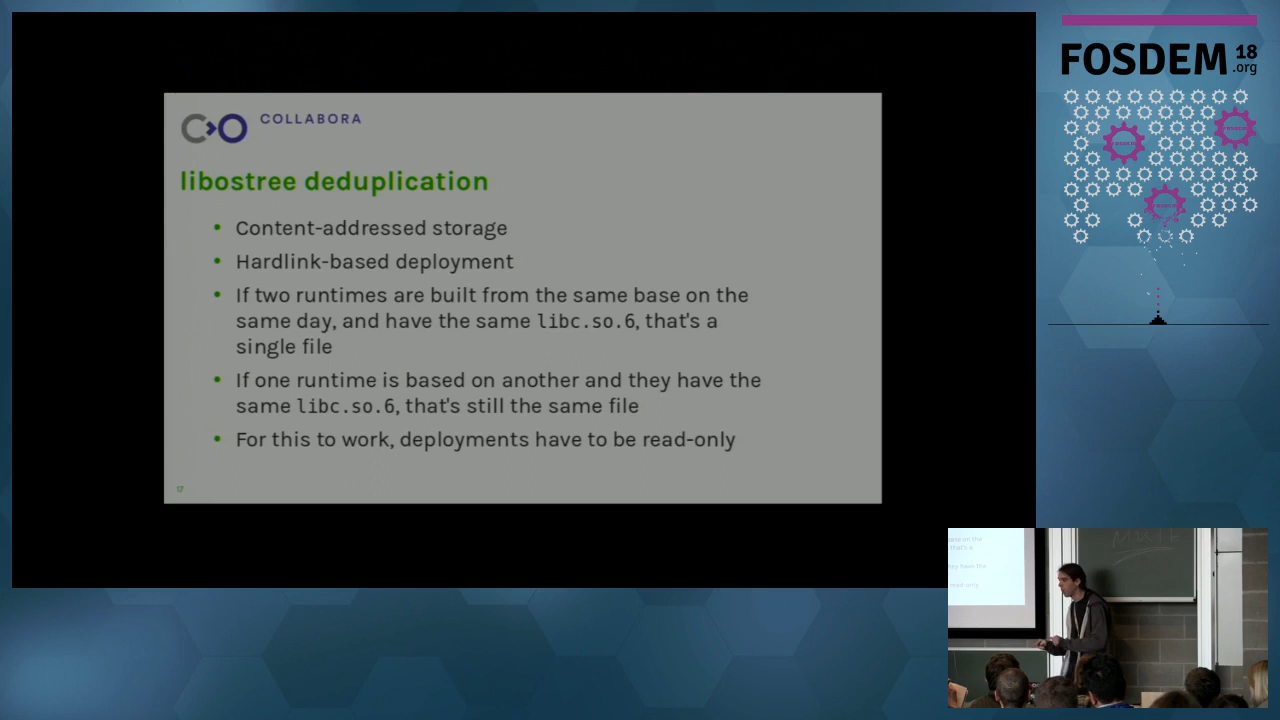 FOSDEM 18
.org
COLLABORA
libostree deduplication
• Content-addressed storage
• Hardlink-based deployment
• If two runtimes are built from the same base on the
same day, and have the same libc.so.6, that's a
single file
• If one runtime is based on another and they have the
same libc.so.6, that's still the same file
• For this to work, deployments have to be read-only
17